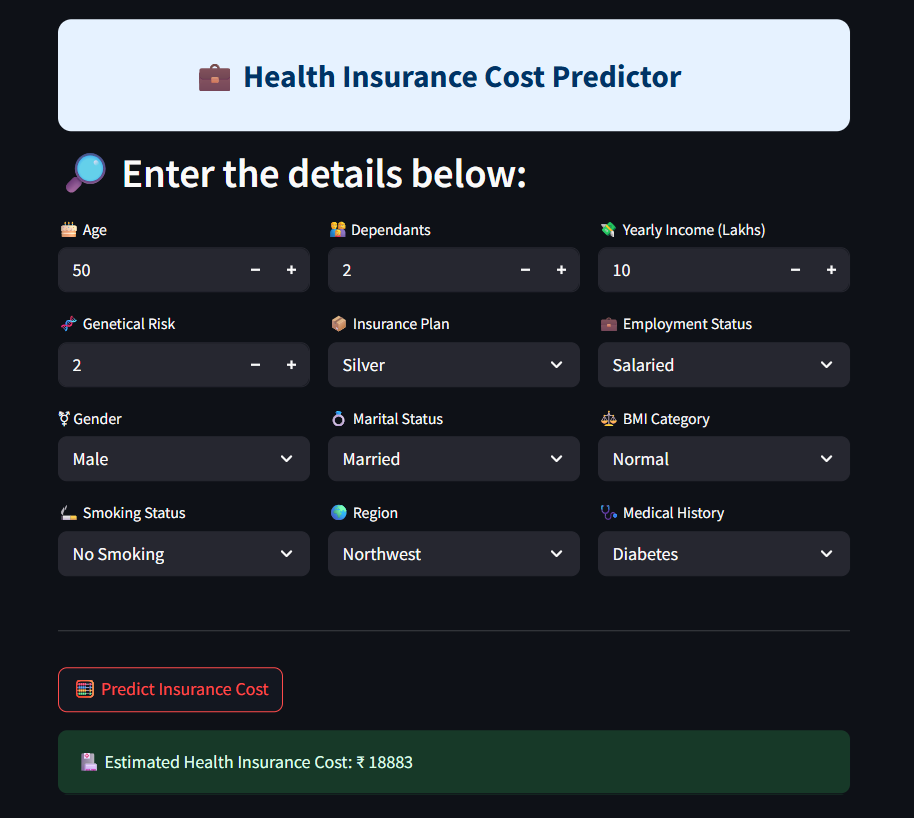 Health Insurance Cost Predictor
Enter the details below:
Age
Dependants
Yearly Income (Lakhs)
50
2
10
Genetical Risk
Insurance Plan
Employment Status
2
Silver
Salaried
Gender
Marital Status
BMI Category
Male
Married
Normal
Smoking Status
Region
Medical History
No Smoking
Northwest
Diabetes
Predict Insurance Cost
Estimated Health Insurance Cost: ₹ 18883